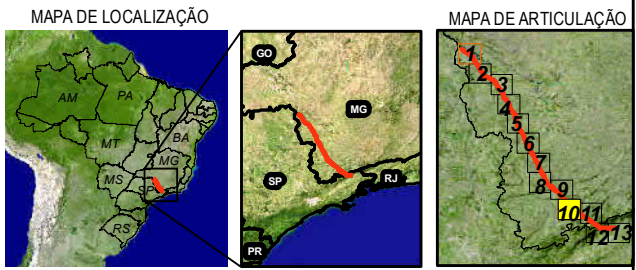 MAPA DE LOCALIZAÇÃO
AM
PA
MT
BA
MG
MS
SP
RS
GO
MG
SP
RJ
PR
MAPA DE ARTICULAÇÃO
1
2
3
4
5
6
7
8
9
10
11
12
13